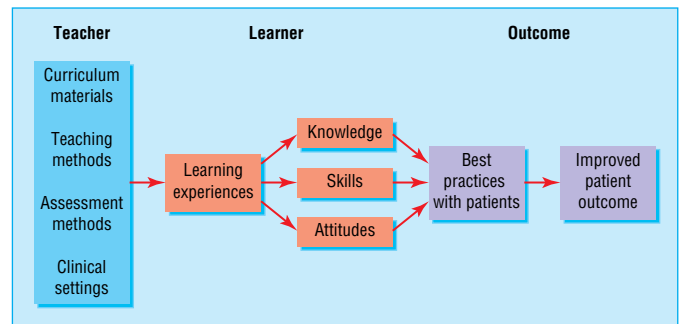 Teacher
Learner
Outcome
Curriculum
materials
Teaching
methods
Assessment
methods
Clinical
settings
Learning
experiences
Knowledge
Skills
Attitudes
Best
practices
with patients
Improved
patient
outcome